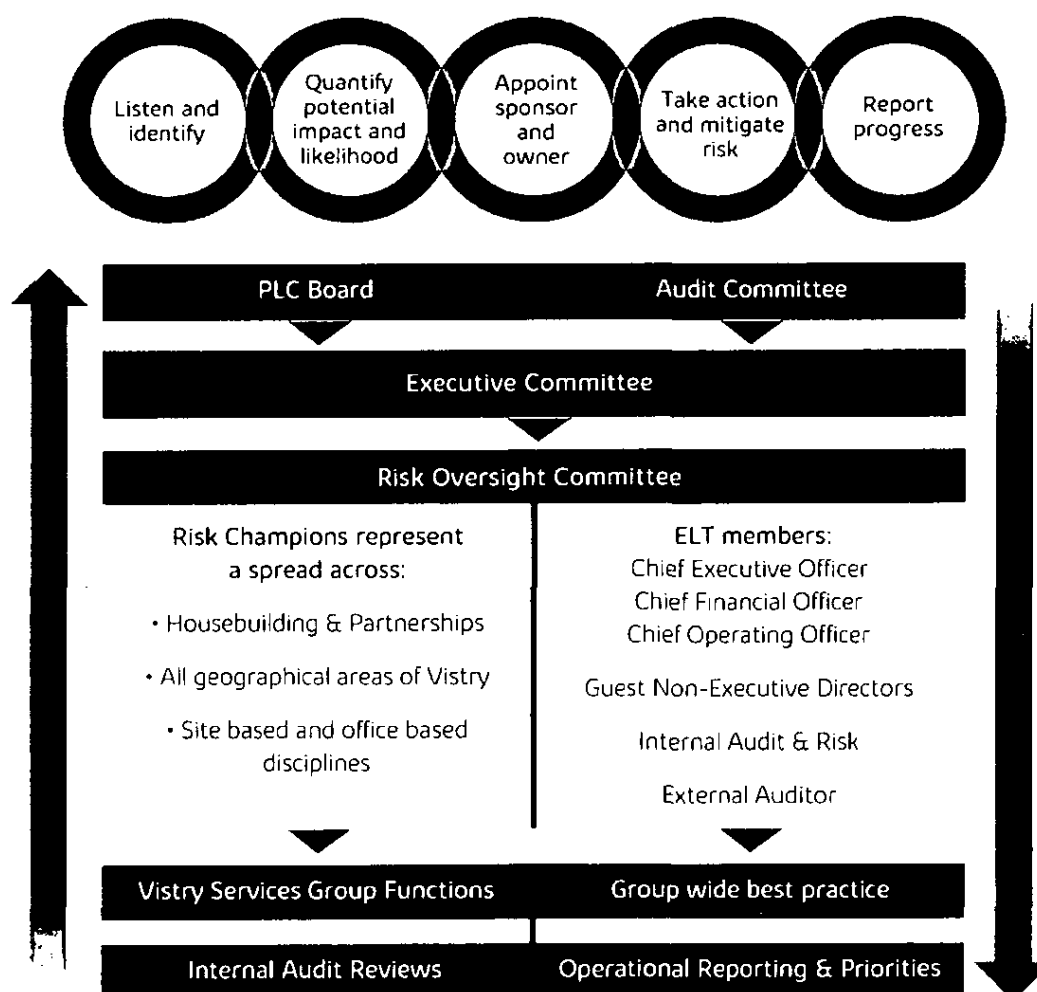 Listen and
identify
Quantify
potential
impact and
likelihood
Appoint
sponsor
and
owner
Take action
and mitigate
risk
Report
progress
PLC Board
Audit Committee
Executive Committee
Risk Oversight Committee
Risk Champions represent
a spread across:
• Housebuilding & Partnerships
• All geographical areas of Vistry
• Site based and office based
disciplines
ELT members:
Chief Executive Officer
Chief Financial Officer
Chief Operating Officer
Guest Non-Executive Directors
Internal Audit & Risk
External Auditor
Vistry Services Group Functions
Group wide best practice
Internal Audit Reviews
Operational Reporting & Priorities